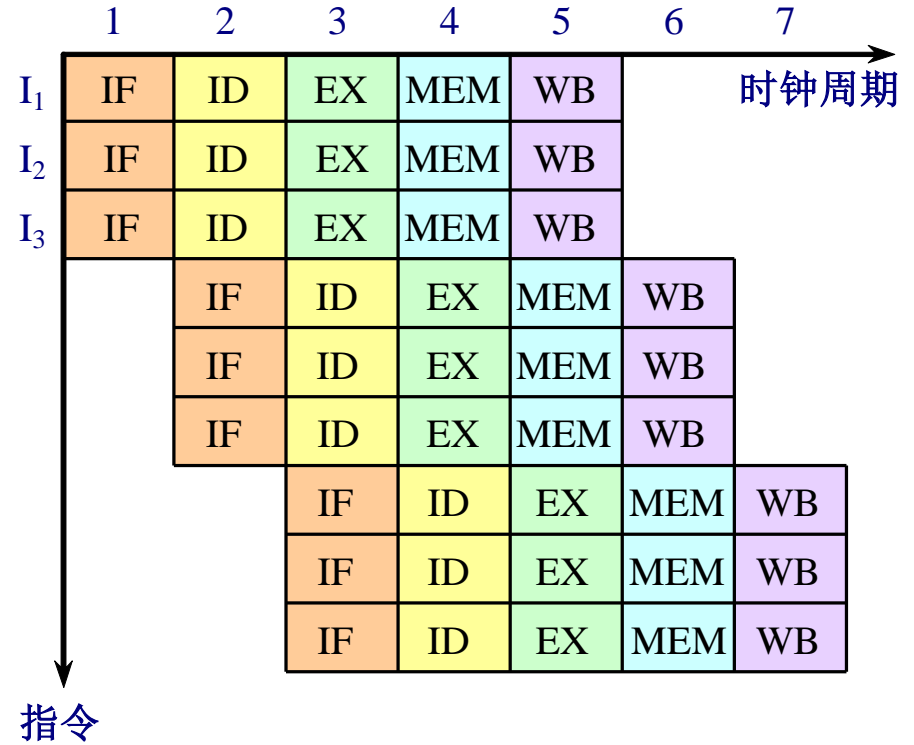 1 2 3 4 5 6 7
时钟周期
I₁ IF ID EX MEM WB
I₂ IF ID EX MEM WB
I₃ IF ID EX MEM WB
IF ID EX MEM WB
IF ID EX MEM WB
IF ID EX MEM WB
IF ID EX MEM WB
IF ID EX MEM WB
IF ID EX MEM WB
指令